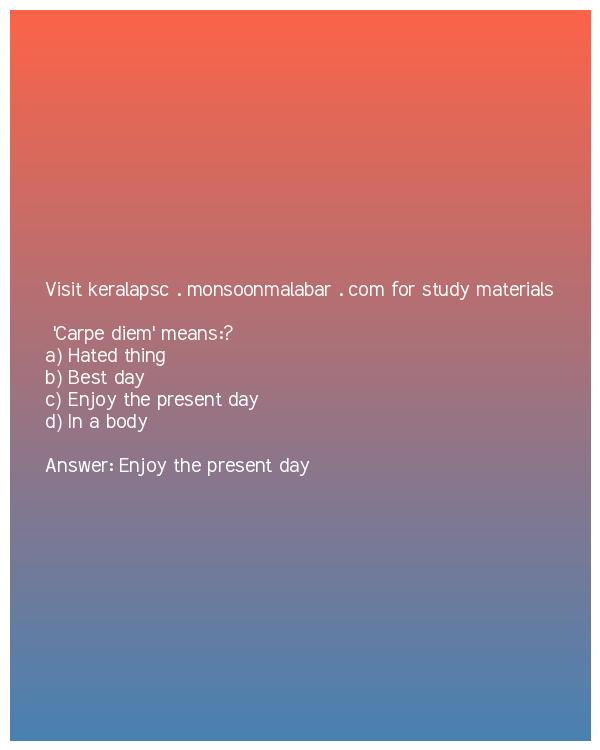 Visit keralapsc . monsoonmalabar . com for study materials
'Carpe diem' means:?
a) Hated thing
b) Best day
c) Enjoy the present day
d) In a body
Answer: Enjoy the present day